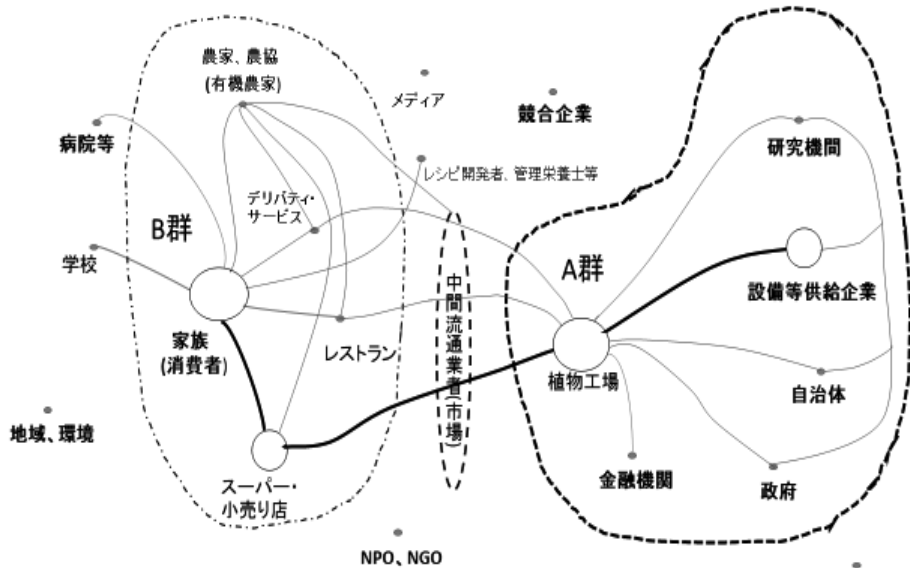 農家、農協
(有機農家)
メディア
競合企業
病院等
研究機間
レシピ開発者、管理栄養士等
デリバティ・
サービス
B群
学校
A群
設備等供給企業
中間流通業者(市場)
家族
(消費者)
レストラン
植物工場
自治体
地域、環境
スーパー・
小売り店
金融機関
政府
NPO、NGO